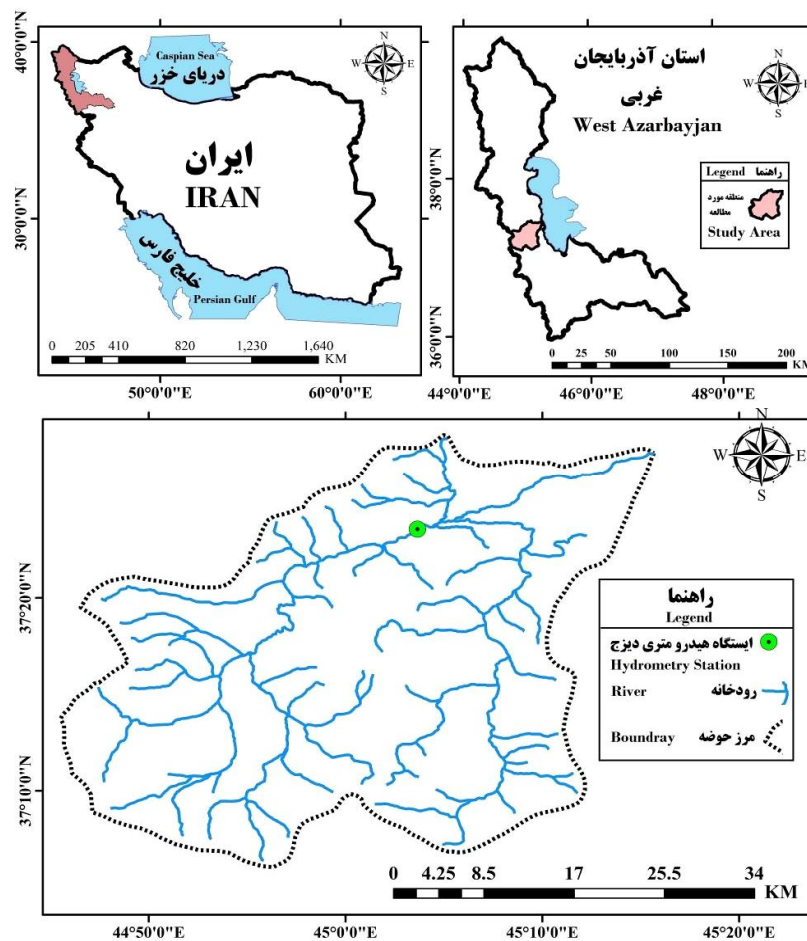 40°0'0"N
30°0'0"N
Caspian Sea
دریای خزر
ایران
IRAN
خلیج فارس
Persian Gulf
N
W E
S
0 205 410 820 1,230 1,640
KM
50°0'0"E 60°0'0"E
استان آذربایجان
غربی
West Azarbayjan
N
W E
S
38°0'0"N
36°0'0"N
Legend راهنما
منطقه مورد
مطالعه
Study Area
0 25 50 100 150 200
KM
44°0'0"E 46°0'0"E 48°0'0"E
N
W E
S
37°20'0"N
37°10'0"N
راهنما
Legend
ایستگاه هیدرو متری دیزج
Hydrometry Station
River رودخانه
Boundray مرز حوضه
0 4.25 8.5 17 25.5 34
KM
44°50'0"E 45°0'0"E 45°10'0"E 45°20'0"E